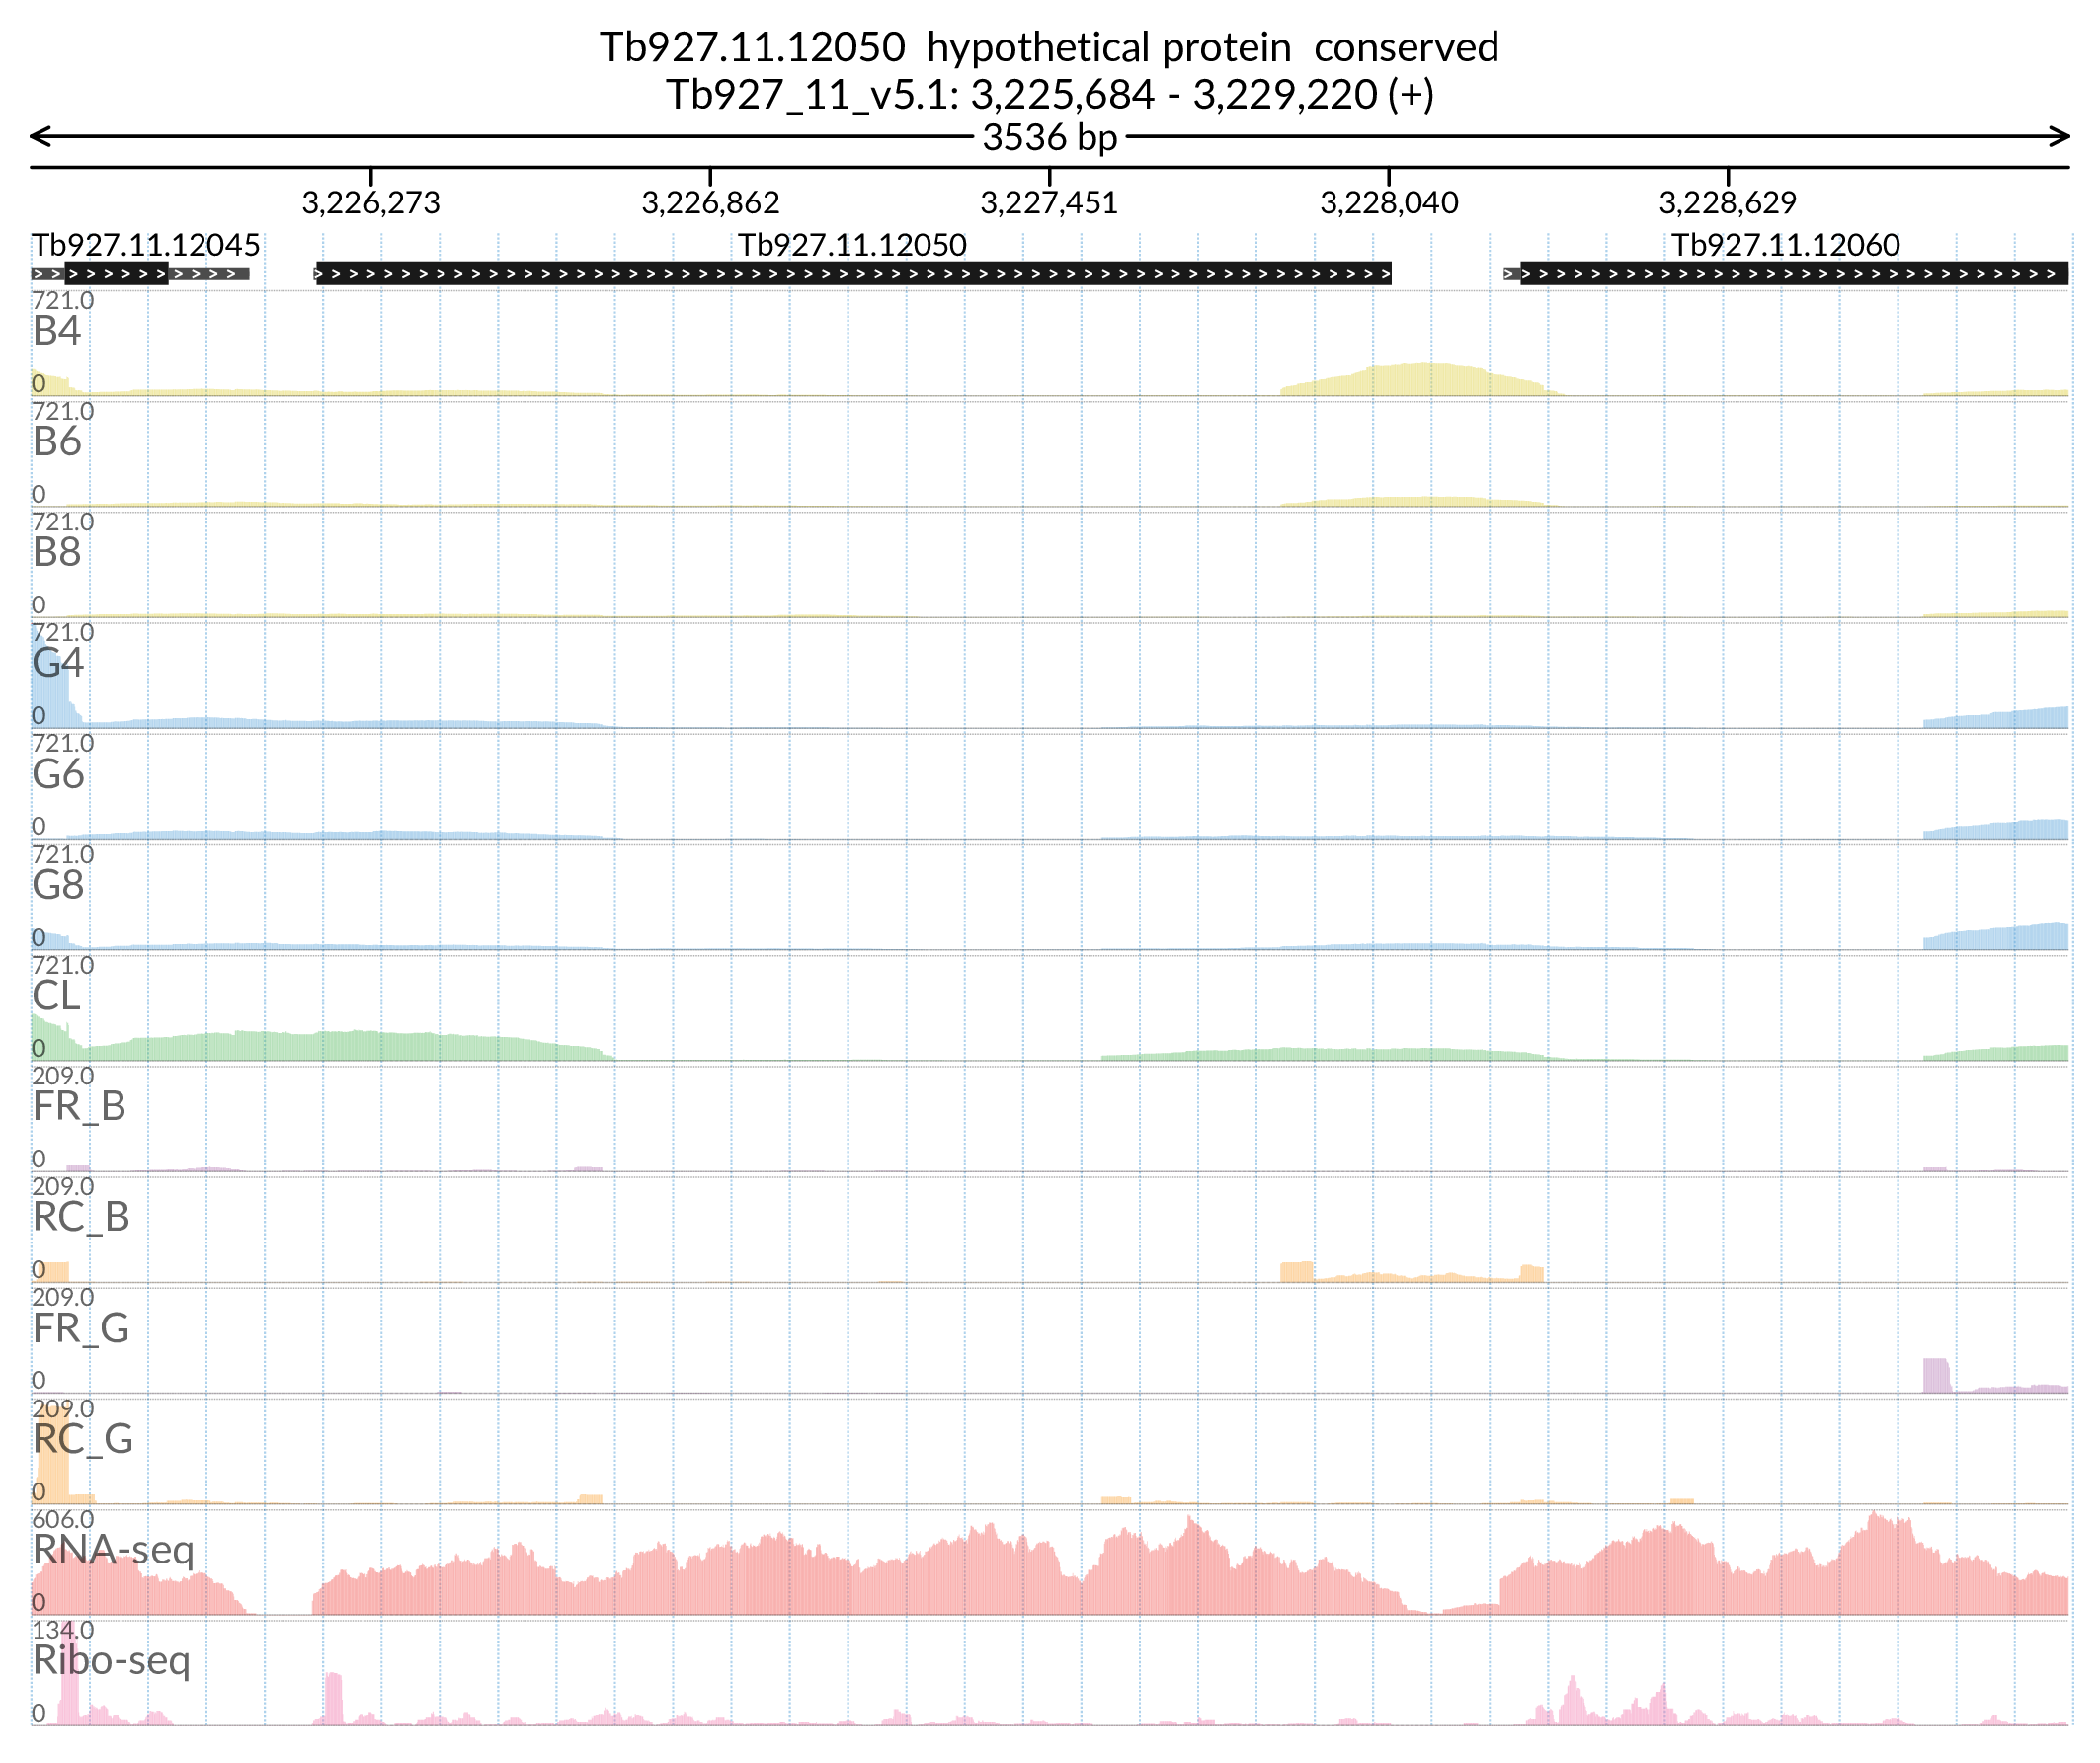 Tb927.11.12050 hypothetical protein conserved
Tb927_11_v5.1: 3,225,684 - 3,229,220 (+)
3536 bp
3,226,273 3,226,862 3,227,451 3,228,040 3,228,629
Tb927.11.12045 Tb927.11.12050 Tb927.11.12060
721.0
B4
0
721.0
B6
0
721.0
B8
0
721.0
G4
0
721.0
G6
0
721.0
G8
0
721.0
CL
0
209.0
FR_B
0
209.0
RC_B
0
209.0
FR_G
0
209.0
RC_G
0
606.0
RNA-seq
0
134.0
Ribo-seq
0